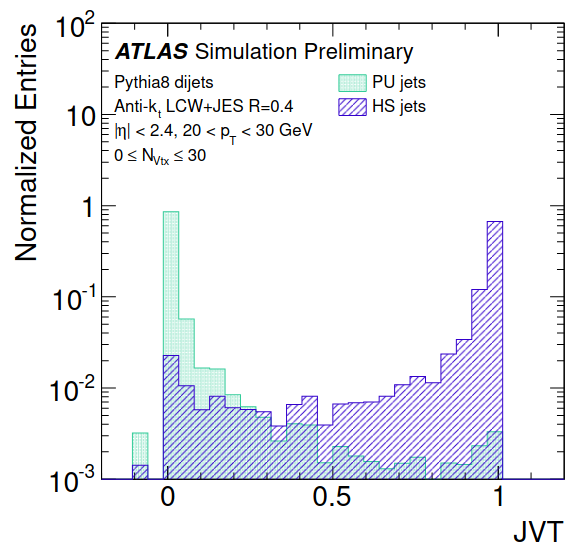 Normalized Entries
10²
10
1
10⁻¹
10⁻²
10⁻³
ATLAS Simulation Preliminary
Pythia8 dijets
Anti-kₜ LCW+JES R=0.4
|η| < 2.4, 20 < p_T < 30 GeV
0 ≤ N_Vtx ≤ 30
PU jets
HS jets
0
0.5
1
JVT